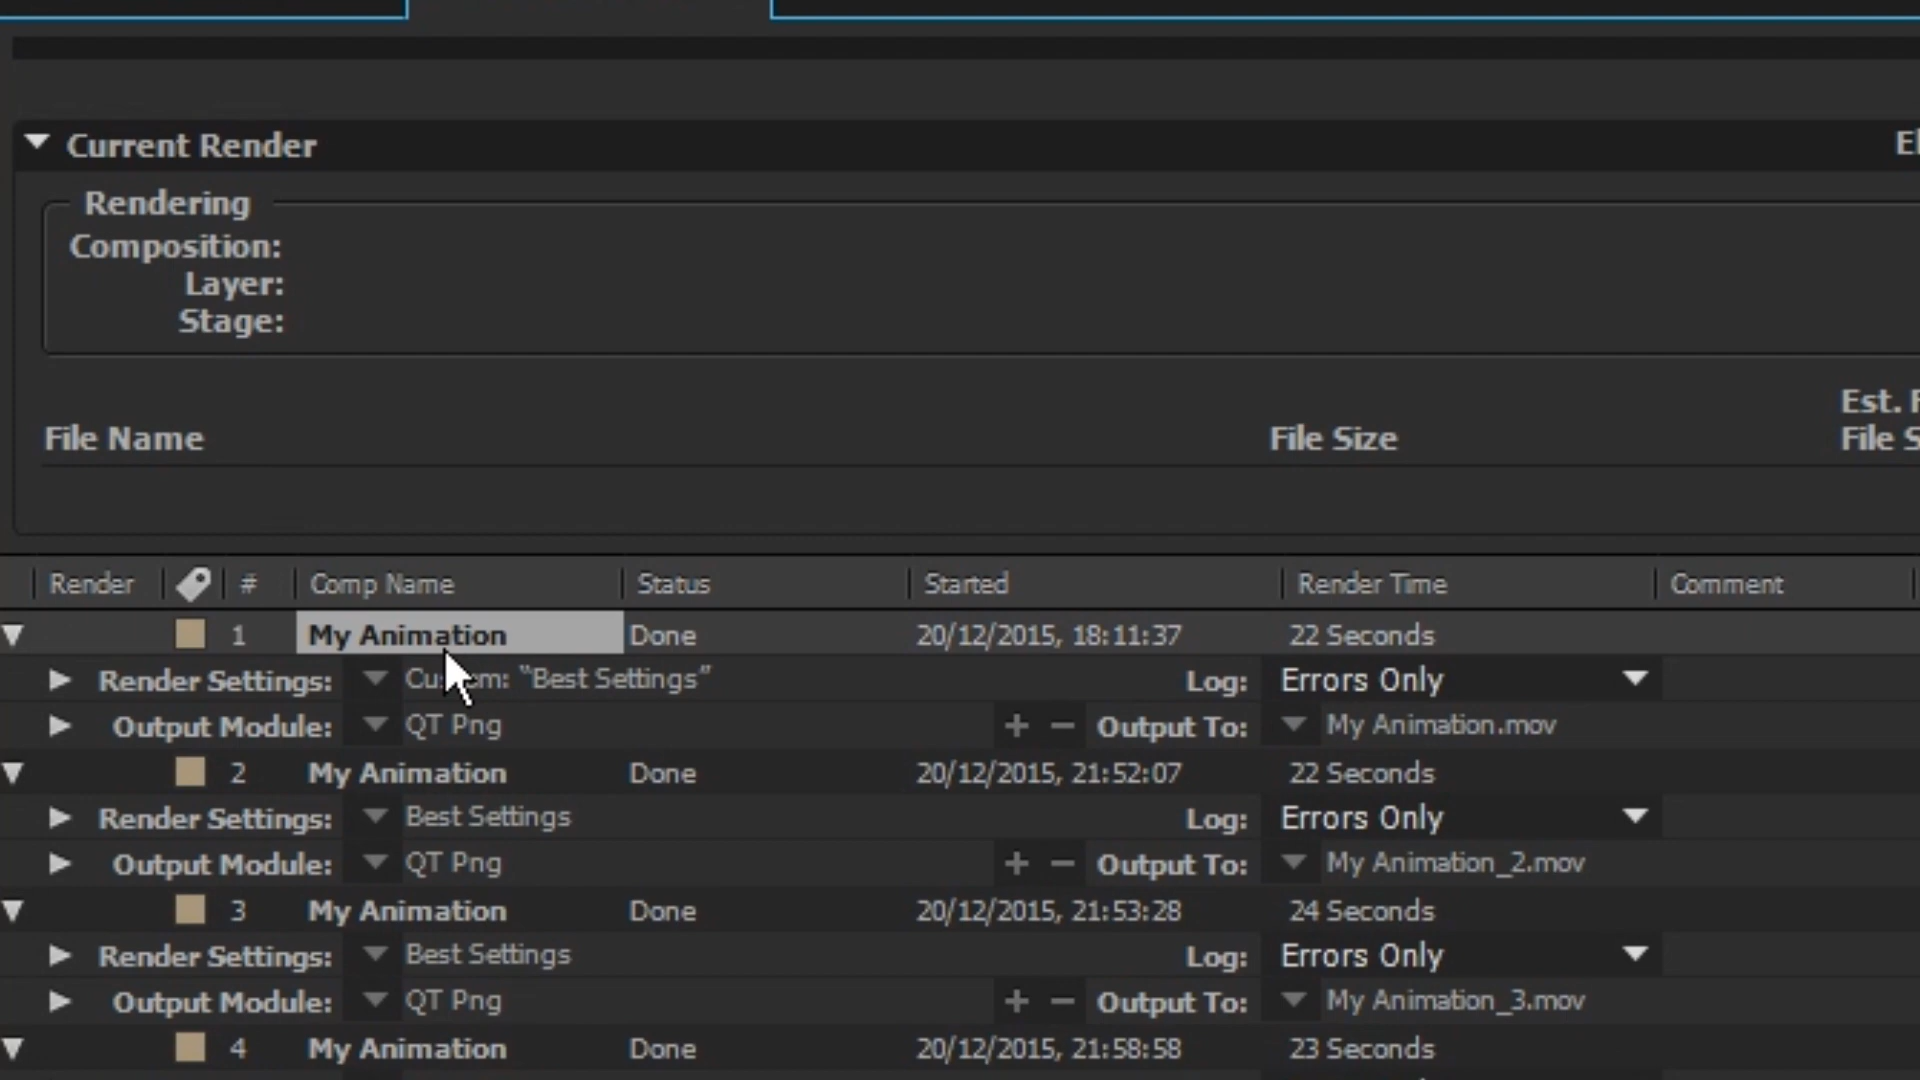 Current Render
Rendering
Composition:
Layer:
Stage:
Est.
File Name File Size File
Render # Comp Name Status Started Render Time Comment
1 My Animation Done 20/12/2015, 18:11:37 22 Seconds
Render Settings: "Best Settings" Log: Errors Only
Output Module: QT Png + - Output To: My Animation.mov
2 My Animation Done 20/12/2015, 21:52:07 22 Seconds
Render Settings: Best Settings Log: Errors Only
Output Module: QT Png + - Output To: My Animation_2.mov
3 My Animation Done 20/12/2015, 21:53:28 24 Seconds
Render Settings: Best Settings Log: Errors Only
Output Module: QT Png + - Output To: My Animation_3.mov
4 My Animation Done 20/12/2015, 21:58:58 23 Seconds